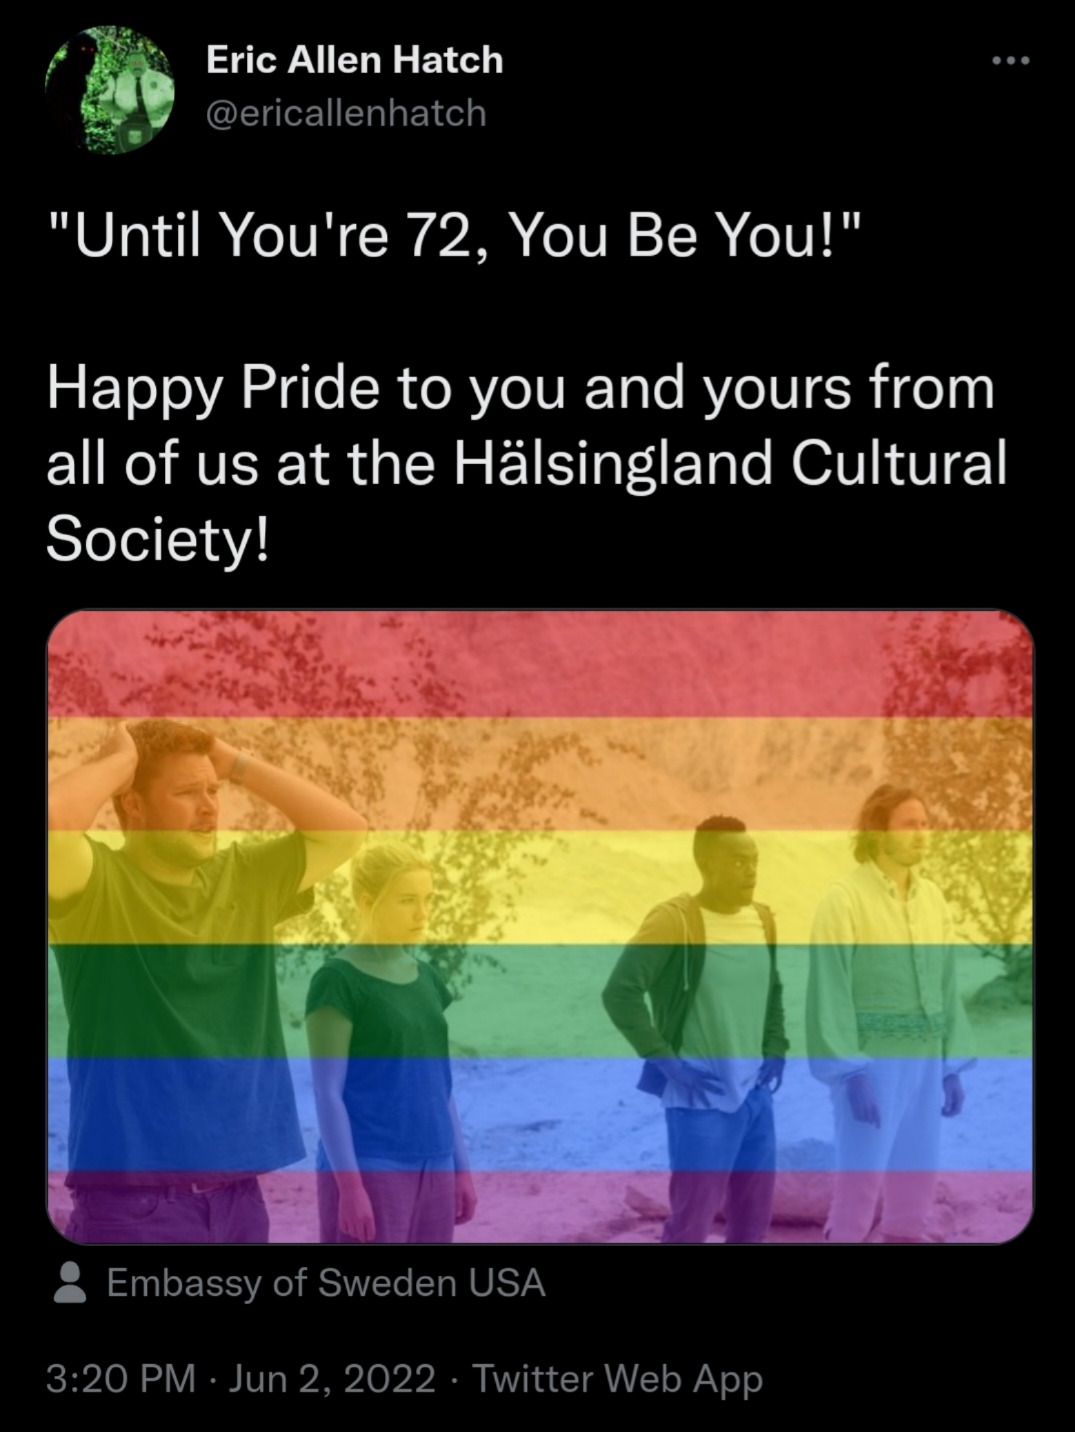 Eric Allen Hatch
@ericallenhatch
"Until You're 72, You Be You!"
Happy Pride to you and yours from
all of us at the Hälsingland Cultural
Society!
Embassy of Sweden USA
3:20 PM · Jun 2, 2022 · Twitter Web App